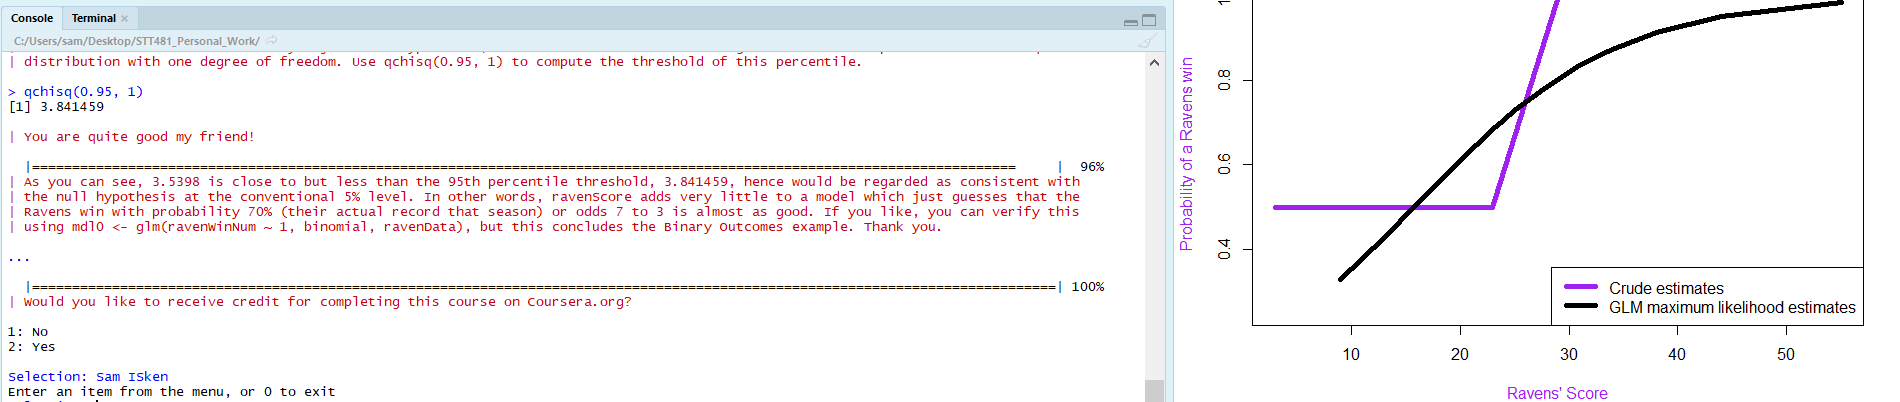 Console Terminal ×
C:/Users/sam/Desktop/STT481_Personal_Work/
| distribution with one degree of freedom. Use qchisq(0.95, 1) to compute the threshold of this percentile.
> qchisq(0.95, 1)
[1] 3.841459
| You are quite good my friend!
|==============================================================================================================================| 96%
| As you can see, 3.5398 is close to but less than the 95th percentile threshold, 3.841459, hence would be regarded as consistent with
| the null hypothesis at the conventional 5% level. In other words, ravenScore adds very little to a model which just guesses that the
| Ravens win with probability 70% (their actual record that season) or odds 7 to 3 is almost as good. If you like, you can verify this
| using mdl0 <- glm(ravenWinNum ~ 1, binomial, ravenData), but this concludes the Binary Outcomes example. Thank you.
...
|==================================================================================================================================| 100%
| Would you like to receive credit for completing this course on Coursera.org?
1: No
2: Yes
Selection: Sam ISken
Enter an item from the menu, or 0 to exit
Probability of a Ravens win
0.4 0.6 0.8
Crude estimates
GLM maximum likelihood estimates
10 20 30 40 50
Ravens' Score